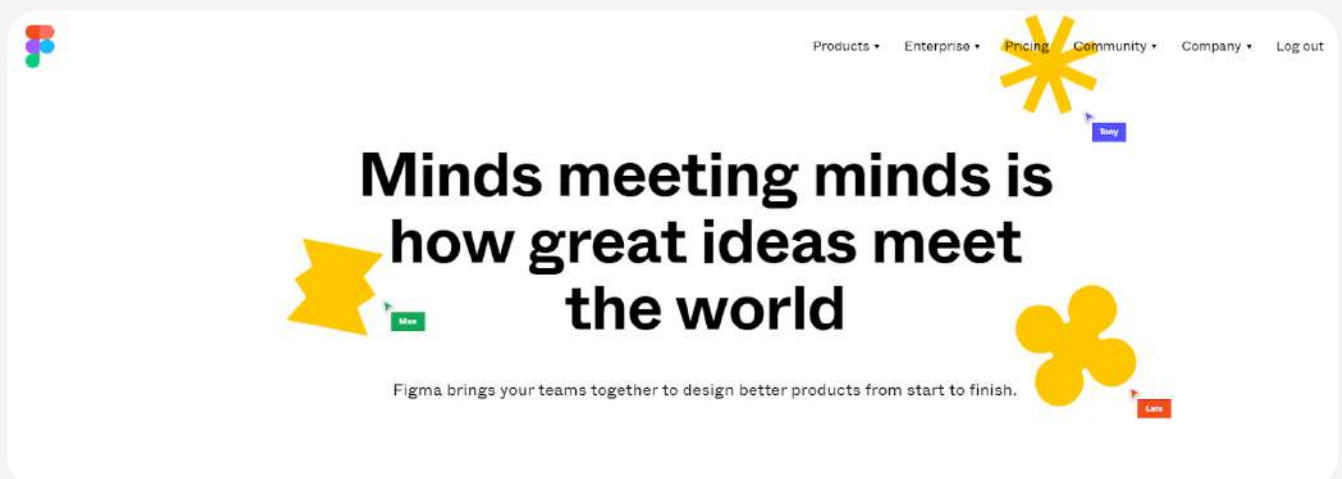 Products ▾ Enterprise ▾ Pricing Community ▾ Company ▾ Log out
Tony
Minds meeting minds is
how great ideas meet
the world
Mae
Figma brings your teams together to design better products from start to finish.